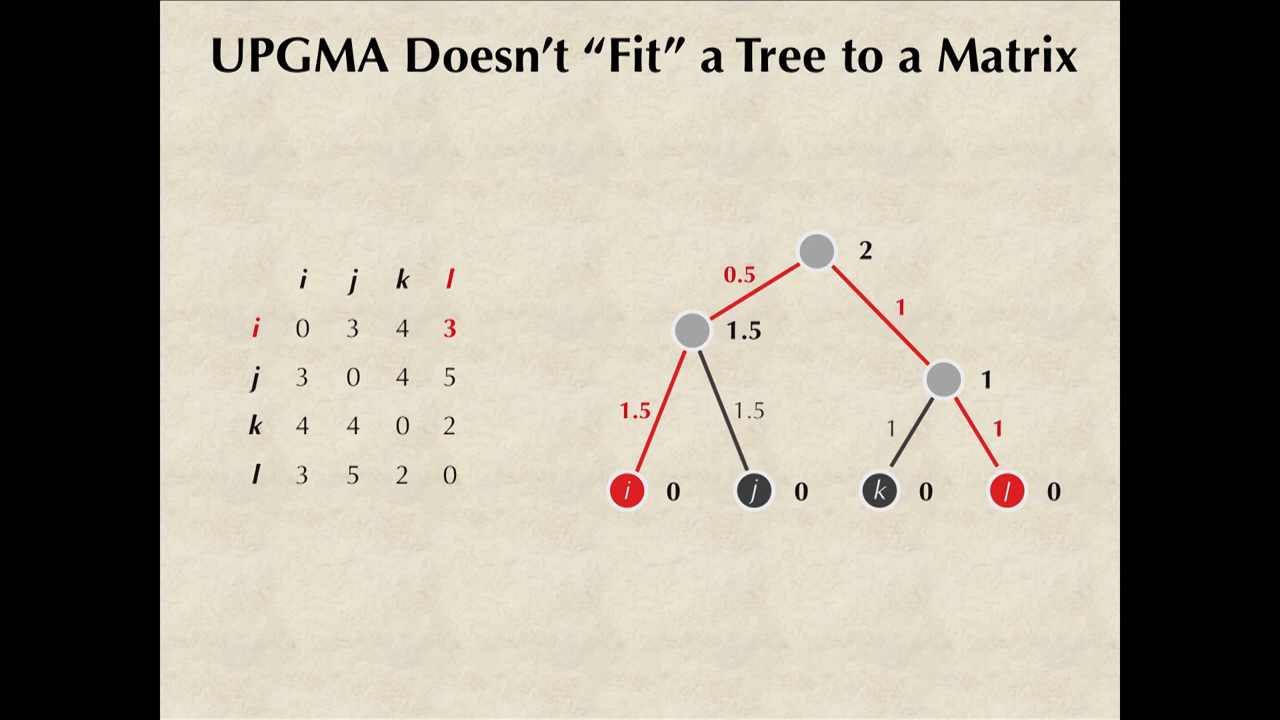 UPGMA Doesn't “Fit” a Tree to a Matrix
i j k l
i 0 3 4 3
j 3 0 4 5
k 4 4 0 2
l 3 5 2 0
2
0.5
1
1.5
1
1.5 1.5 1 1
i 0 j 0 k 0 l 0